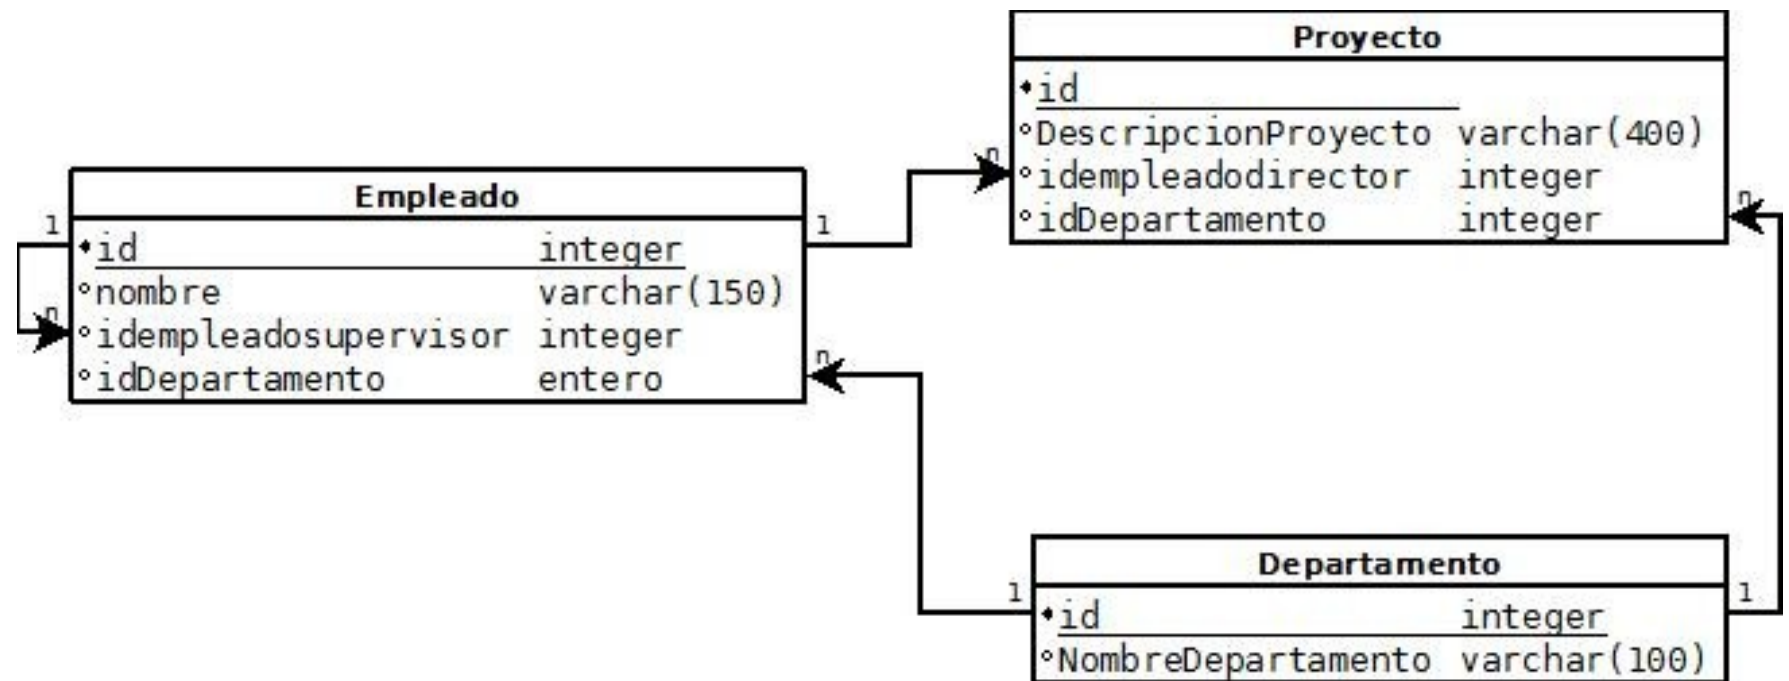 Proyecto
id
DescripcionProyecto varchar(400)
n
idempleadodirector integer
idDepartamento integer
n
Empleado
1
1
id integer
nombre varchar(150)
n
idempleadosupervisor integer
idDepartamento entero
n
Departamento
1
1
id integer
NombreDepartamento varchar(100)